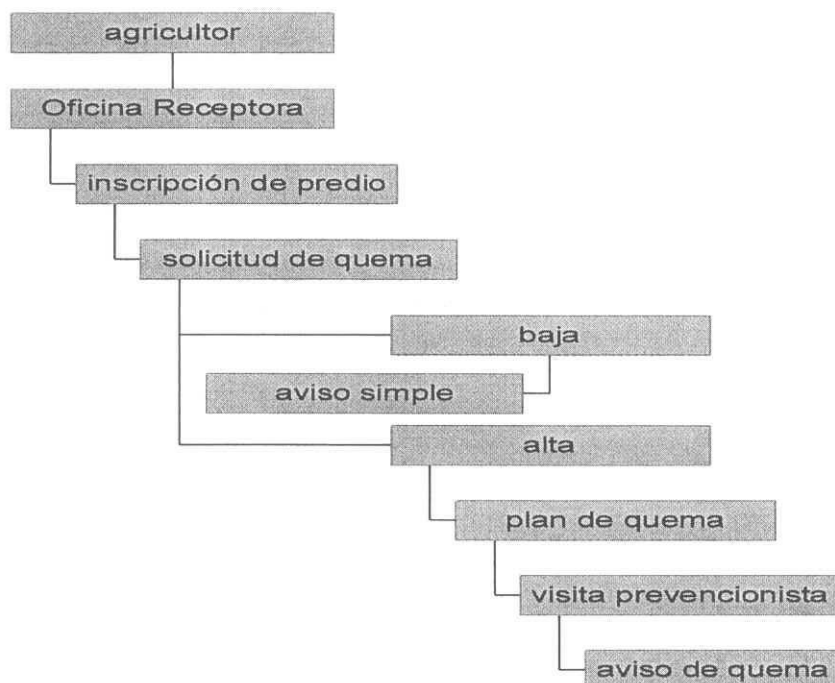 agricultor
Oficina Receptora
inscripción de predio
solicitud de quema
baja
aviso simple
alta
plan de quema
visita prevencionista
aviso de quema